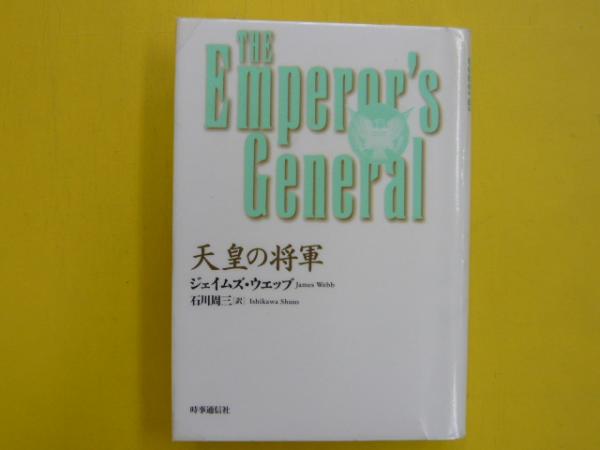 THE
Emperor's
General
天皇の将軍
ジェイムズ・ウエッブ James Webb
石川周三[訳] Ishikawa Shuus
時事通信社